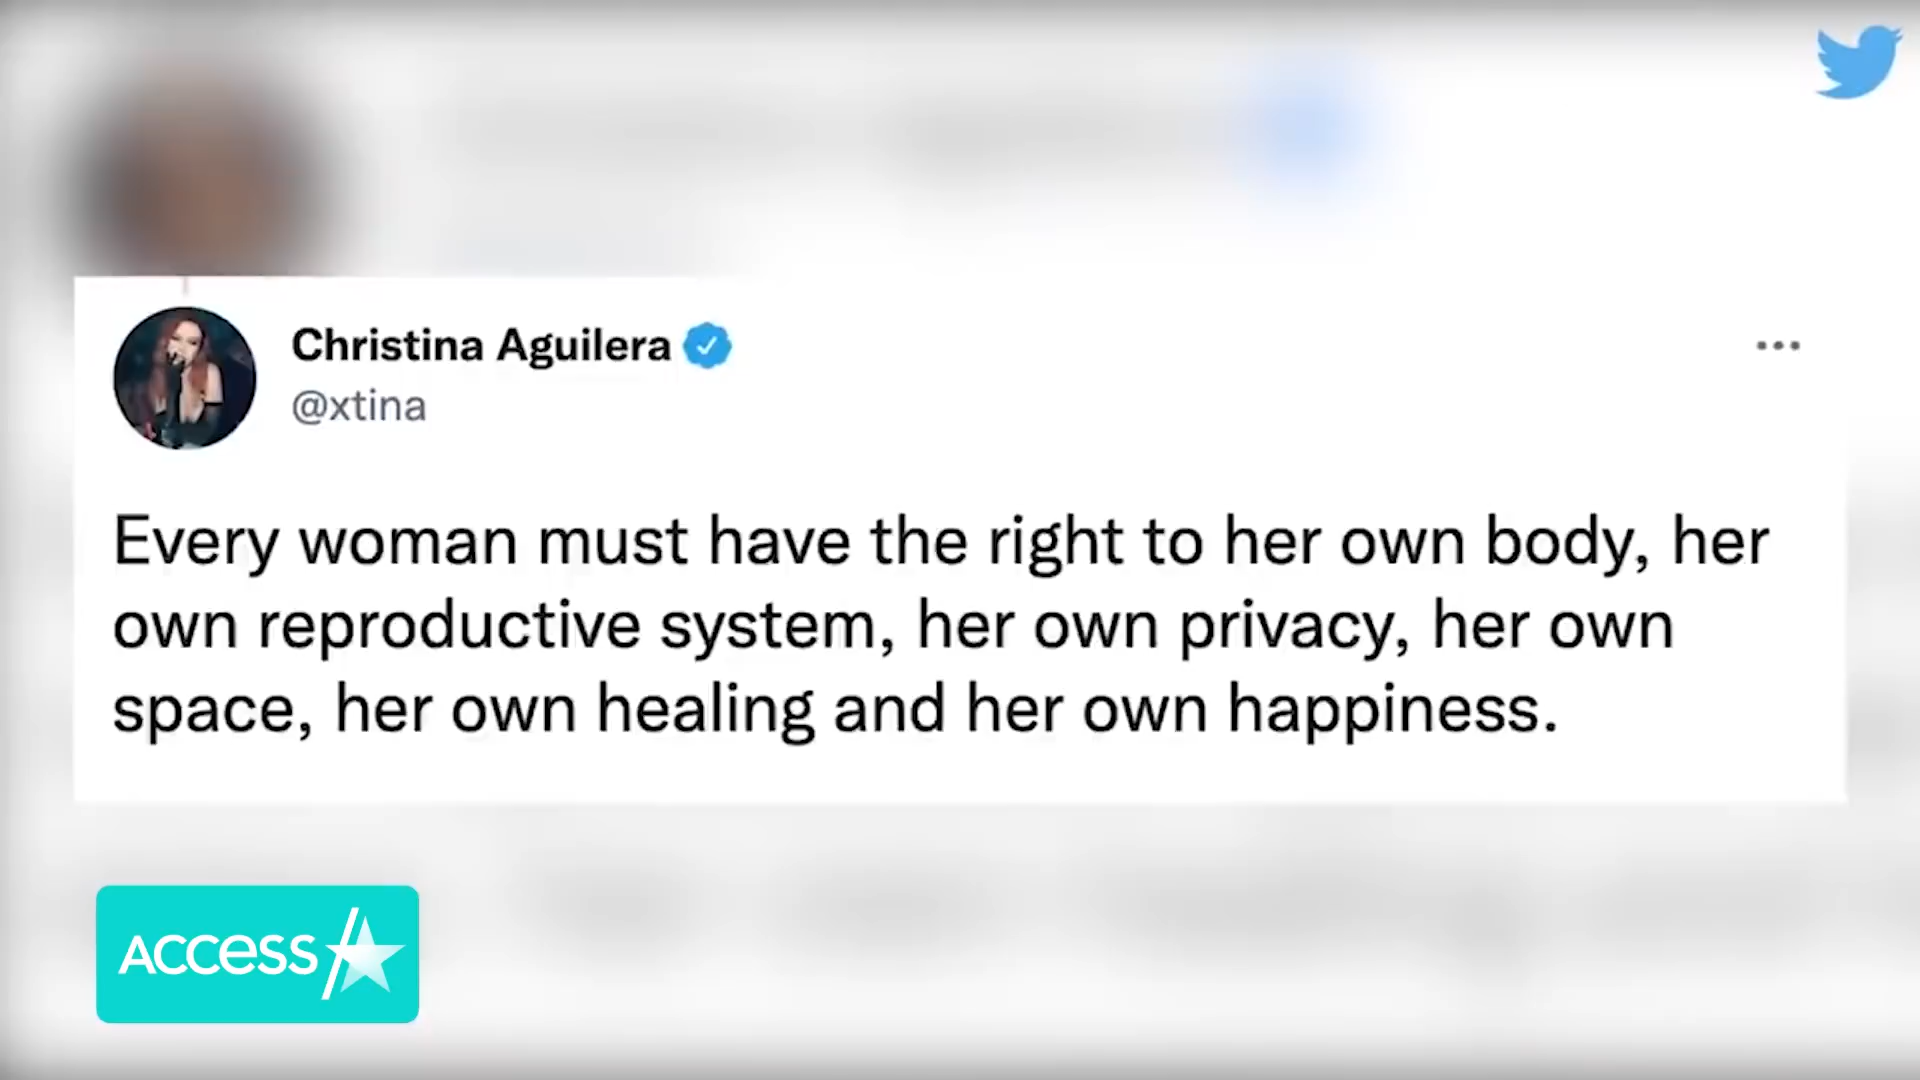 Christina Aguilera
@xtina
Every woman must have the right to her own body, her
own reproductive system, her own privacy, her own
space, her own healing and her own happiness.
ACCESS